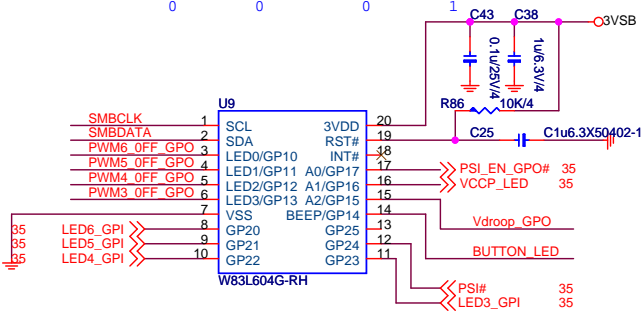 0 0 0 1
C43 C38
3VSB
0.1u/25V/4
1u/6.3V/4
U9 R86 10K/4
SMBCLK 1 SCL 3VDD 20
SMBDATA 2 SDA RST# 19 C25 C1u6.3X50402-1
PWM6_0FF_GPO 3 LED0/GP10 INT# 18
PWM5_0FF_GPO 4 LED1/GP11 A0/GP17 17 PSI_EN_GPO# 35
PWM4_0FF_GPO 5 LED2/GP12 A1/GP16 16 VCCP_LED 35
PWM3_0FF_GPO 6 LED3/GP13 A2/GP15 15
7 VSS BEEP/GP14 14 Vdroop_GPO
35 LED6_GPI 8 GP20 GP25 13
35 LED5_GPI 9 GP21 GP24 12 BUTTON_LED
35 LED4_GPI 10 GP22 GP23 11
W83L604G-RH PSI# 35
LED3_GPI 35